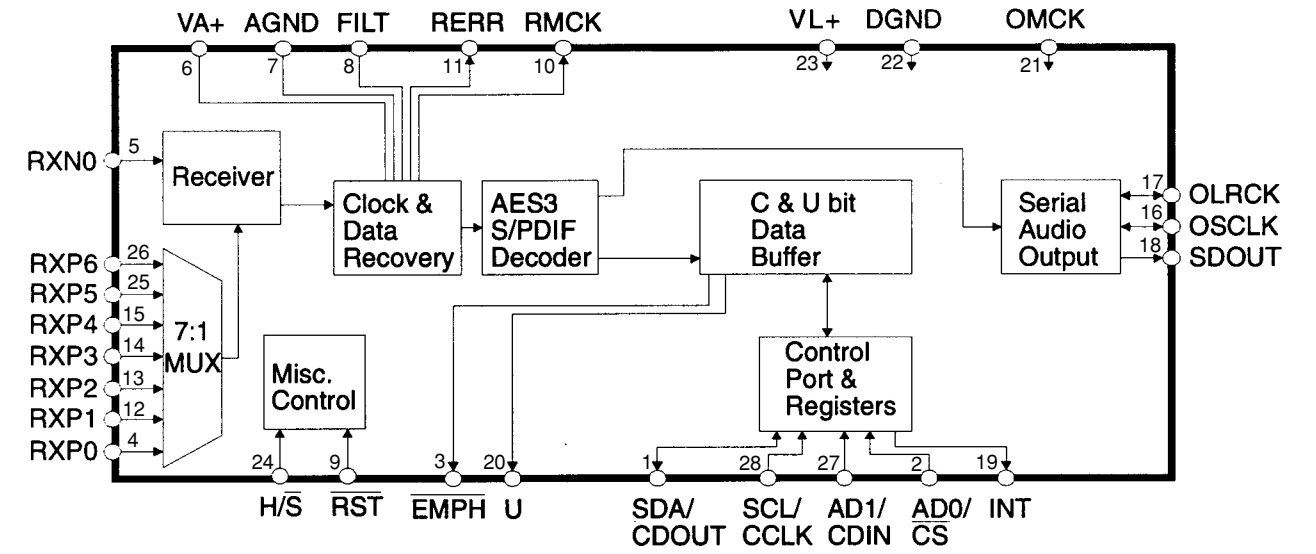 VA+ AGND FILT RERR RMCK VL+ DGND OMCK
6 7 8 11 10 23 22 21
RXN0 5
Receiver
Clock &
Data
Recovery
AES3
S/PDIF
Decoder
C & U bit
Data
Buffer
Serial
Audio
Output
17 OLRCK
16 OSCLK
18 SDOUT
RXP6 26
RXP5 25
RXP4 15
RXP3 14
RXP2 13
RXP1 12
RXP0 4
7:1
MUX
Misc.
Control
Control
Port &
Registers
24 9 3 20 1 28 27 2 19
H/S̅ R̅S̅T̅ E̅M̅P̅H̅ U SDA/ SCL/ AD1/ AD0/ INT
CDOUT CCLK CDIN C̅S̅